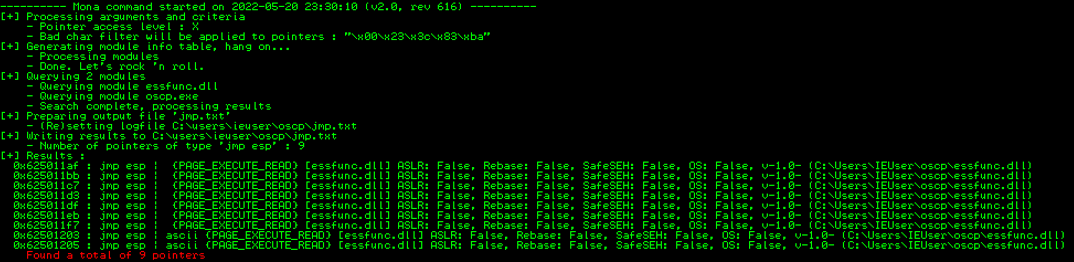 ---------- Mona command started on 2022-05-20 23:30:10 (v2.0, rev 616) ----------
[+] Processing arguments and criteria
- Pointer access level : X
- Bad char filter will be applied to pointers : "\x00\x23\x3c\x83\xba"
[+] Generating module info table, hang on...
- Processing modules
- Done. Let's rock 'n roll.
[+] Querying 2 modules
- Querying module essfunc.dll
- Querying module oscp.exe
- Search complete, processing results
[+] Preparing output file 'jmp.txt'
- (Re)setting logfile C:\users\ieuser\oscp\jmp.txt
[+] Writing results to C:\users\ieuser\oscp\jmp.txt
- Number of pointers of type 'jmp esp' : 9
[+] Results :
0x625011af : jmp esp | {PAGE_EXECUTE_READ} [essfunc.dll] ASLR: False, Rebase: False, SafeSEH: False, OS: False, v-1.0- (C:\Users\IEUser\oscp\essfunc.dll)
0x625011bb : jmp esp | {PAGE_EXECUTE_READ} [essfunc.dll] ASLR: False, Rebase: False, SafeSEH: False, OS: False, v-1.0- (C:\Users\IEUser\oscp\essfunc.dll)
0x625011c7 : jmp esp | {PAGE_EXECUTE_READ} [essfunc.dll] ASLR: False, Rebase: False, SafeSEH: False, OS: False, v-1.0- (C:\Users\IEUser\oscp\essfunc.dll)
0x625011d3 : jmp esp | {PAGE_EXECUTE_READ} [essfunc.dll] ASLR: False, Rebase: False, SafeSEH: False, OS: False, v-1.0- (C:\Users\IEUser\oscp\essfunc.dll)
0x625011df : jmp esp | {PAGE_EXECUTE_READ} [essfunc.dll] ASLR: False, Rebase: False, SafeSEH: False, OS: False, v-1.0- (C:\Users\IEUser\oscp\essfunc.dll)
0x625011eb : jmp esp | {PAGE_EXECUTE_READ} [essfunc.dll] ASLR: False, Rebase: False, SafeSEH: False, OS: False, v-1.0- (C:\Users\IEUser\oscp\essfunc.dll)
0x625011f7 : jmp esp | {PAGE_EXECUTE_READ} [essfunc.dll] ASLR: False, Rebase: False, SafeSEH: False, OS: False, v-1.0- (C:\Users\IEUser\oscp\essfunc.dll)
0x62501203 : jmp esp | ascii {PAGE_EXECUTE_READ} [essfunc.dll] ASLR: False, Rebase: False, SafeSEH: False, OS: False, v-1.0- (C:\Users\IEUser\oscp\essfunc.dll)
0x62501205 : jmp esp | ascii {PAGE_EXECUTE_READ} [essfunc.dll] ASLR: False, Rebase: False, SafeSEH: False, OS: False, v-1.0- (C:\Users\IEUser\oscp\essfunc.dll)
Found a total of 9 pointers